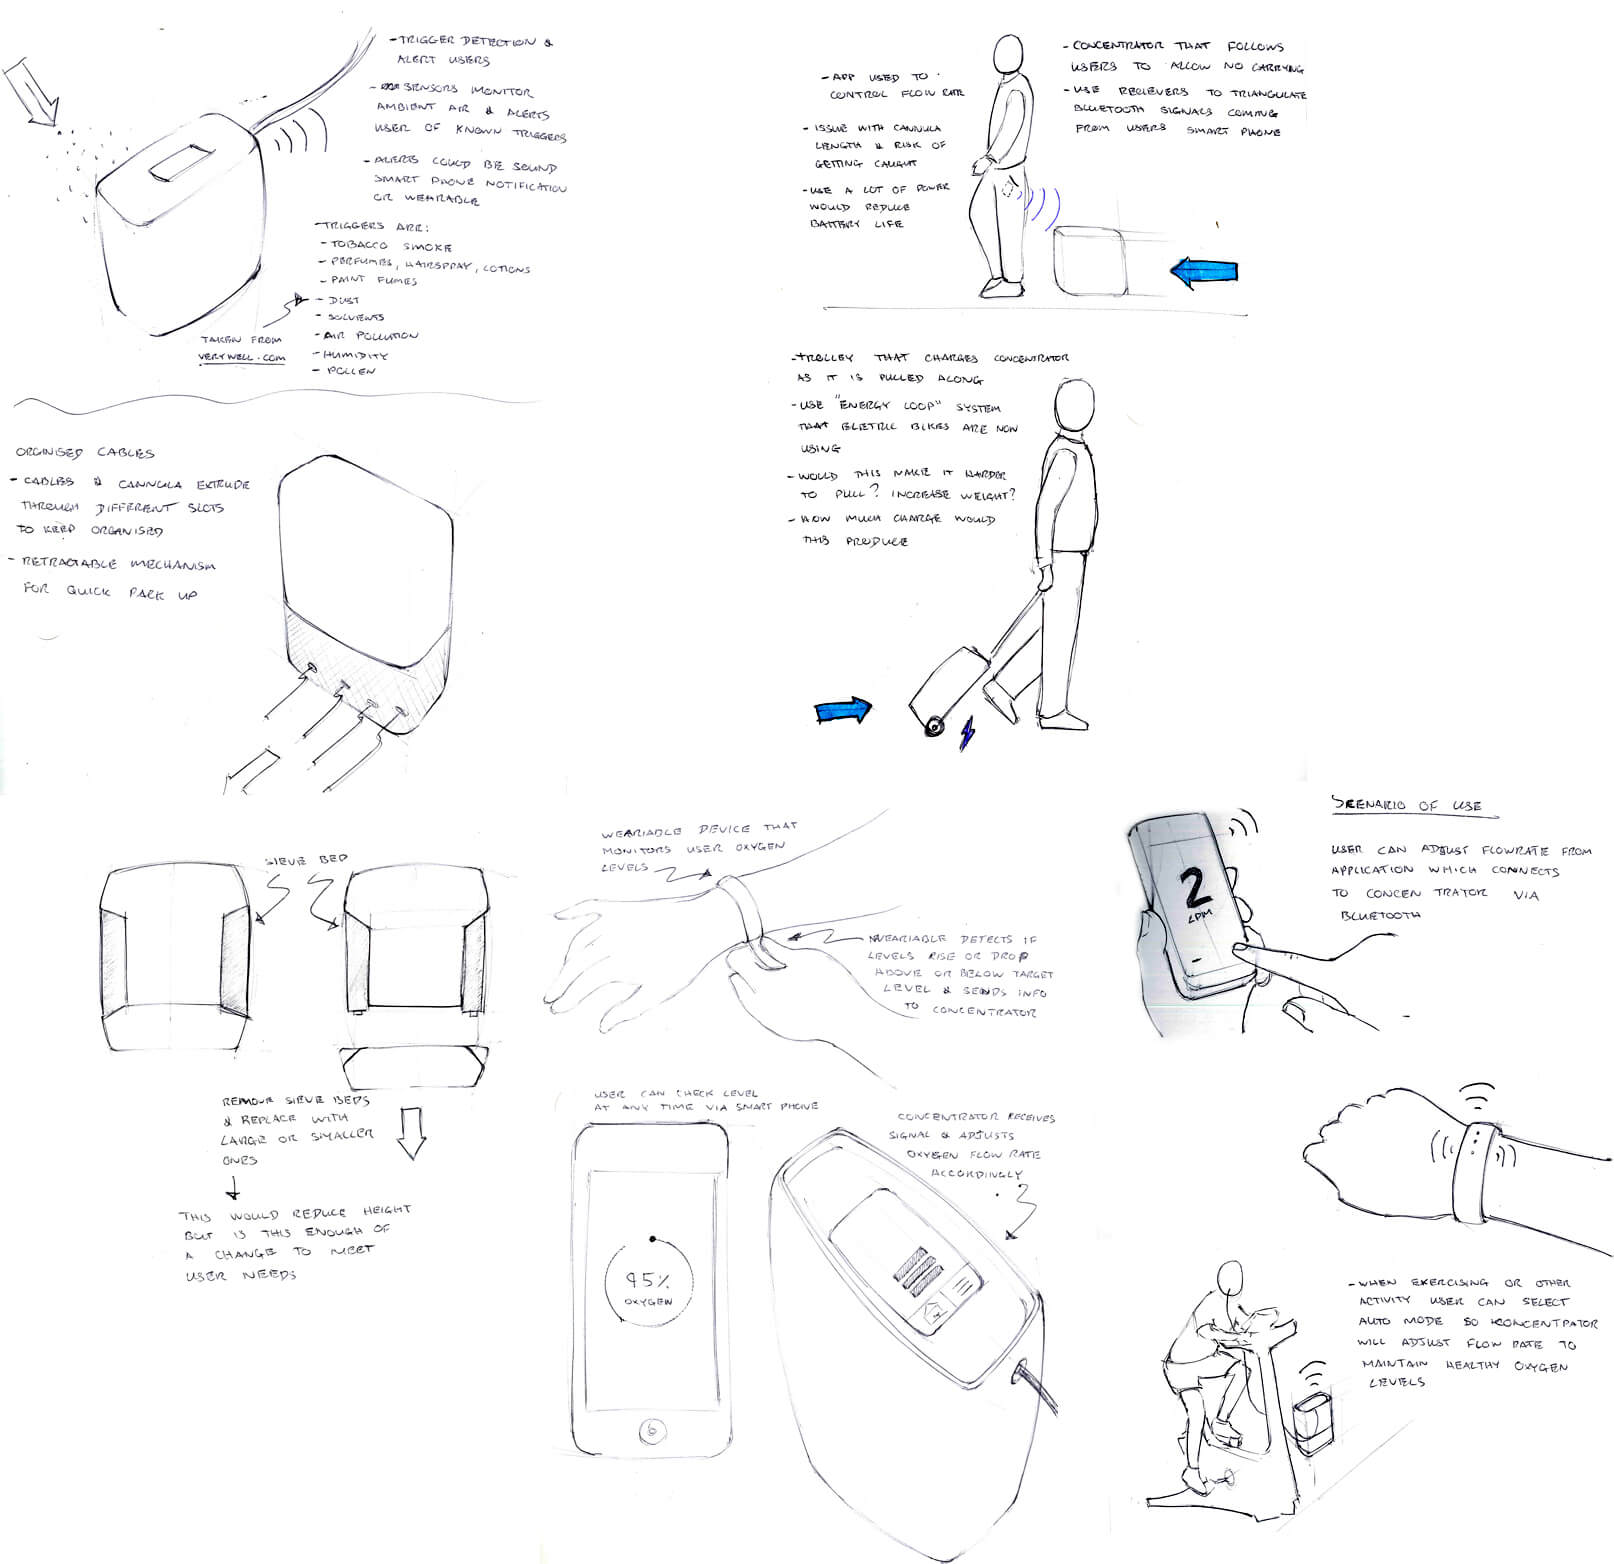 - TRIGGER DETECTION &
ALERT USERS
- SENSORS MONITOR
AMBIENT AIR & ALERTS
USER OF KNOWN TRIGGERS
- ALERTS COULD BE SOUND
SMART PHONE NOTIFICATION
OR WEARABLE
- TRIGGERS ARE:
- TOBACCO SMOKE
- PERFUMES, HAIRSPRAY, LOTIONS
- PAINT FUMES
- DUST
- SOLVENTS
- AIR POLLUTION
- HUMIDITY
- POLLEN
TAKEN FROM
VERYWELL.COM
ORGINISED CABLES
- CABLES & CANNULA EXTRUDE
THROUGH DIFFERENT SLOTS
TO KEEP ORGANISED
- RETRACTABLE MECHANISM
FOR QUICK PACK UP
- APP USED TO
CONTROL FLOW RATE
- ISSUE WITH CANNULA
LENGTH & RISK OF
GETTING CAUGHT
- USE A LOT OF POWER
WOULD REDUCE
BATTERY LIFE
- CONCENTRATOR THAT FOLLOWS
USERS TO ALLOW NO CARRYING
- USE RECIEVERS TO TRIANGULATE
BLUETOOTH SIGNALS COMING
FROM USERS SMART PHONE
- TROLLEY THAT CHARGES CONCENTRATOR
AS IT IS PULLED ALONG
- USE "ENERGY LOOP" SYSTEM
THAT ELETRIC BIKES ARE NOW
USING
- WOULD THIS MAKE IT HARDER
TO PULL? INCREASE WEIGHT?
- HOW MUCH CHARGE WOULD
THIS PRODUCE
SIEVE BED
REMOVE SIEVE BEDS
& REPLACE WITH
LARGE OR SMALLER
ONES
THIS WOULD REDUCE HEIGHT
BUT IS THIS ENOUGH OF
A CHANGE TO MEET
USER NEEDS
WEARIABLE DEVICE THAT
MONITORS USER OXYGEN
LEVELS
WEARIABLE DETECTS IF
LEVELS RISE OR DROP
ABOVE OR BELOW TARGET
LEVEL & SENDS INFO
TO CONCENTRATOR
USER CAN CHECK LEVEL
AT ANY TIME VIA SMART PHONE
95%
OXYGEN
CONCENTRATOR RECEIVES
SIGNAL & ADJUSTS
OXYGEN FLOW RATE
ACCORDINGLY
SCENARIO OF USE
2
LPM
USER CAN ADJUST FLOWRATE FROM
APPLICATION WHICH CONNECTS
TO CONCENTRATOR VIA
BLUETOOTH
- WHEN EXERCISING OR OTHER
ACTIVITY USER CAN SELECT
AUTO MODE SO CONCENTRATOR
WILL ADJUST FLOW RATE TO
MAINTAIN HEALTHY OXYGEN
LEVELS